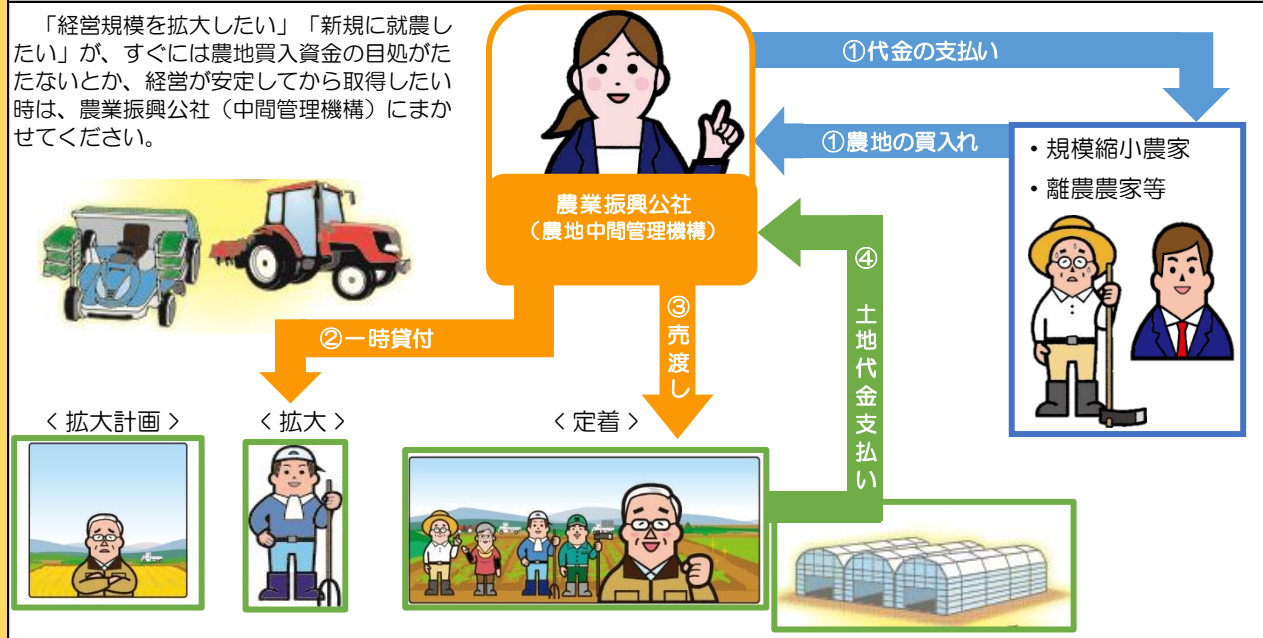 「経営規模を拡大したい」「新規に就農し
たい」が、すぐには農地買入資金の目処がた
たないとか、経営が安定してから取得したい
時は、農業振興公社（中間管理機構）にまか
せてください。
①代金の支払い
①農地の買入れ
・規模縮小農家
・離農農家等
農業振興公社
（農地中間管理機構）
②一時貸付
③売渡し
④土地代金支払い
＜拡大計画＞
＜拡大＞
＜定着＞